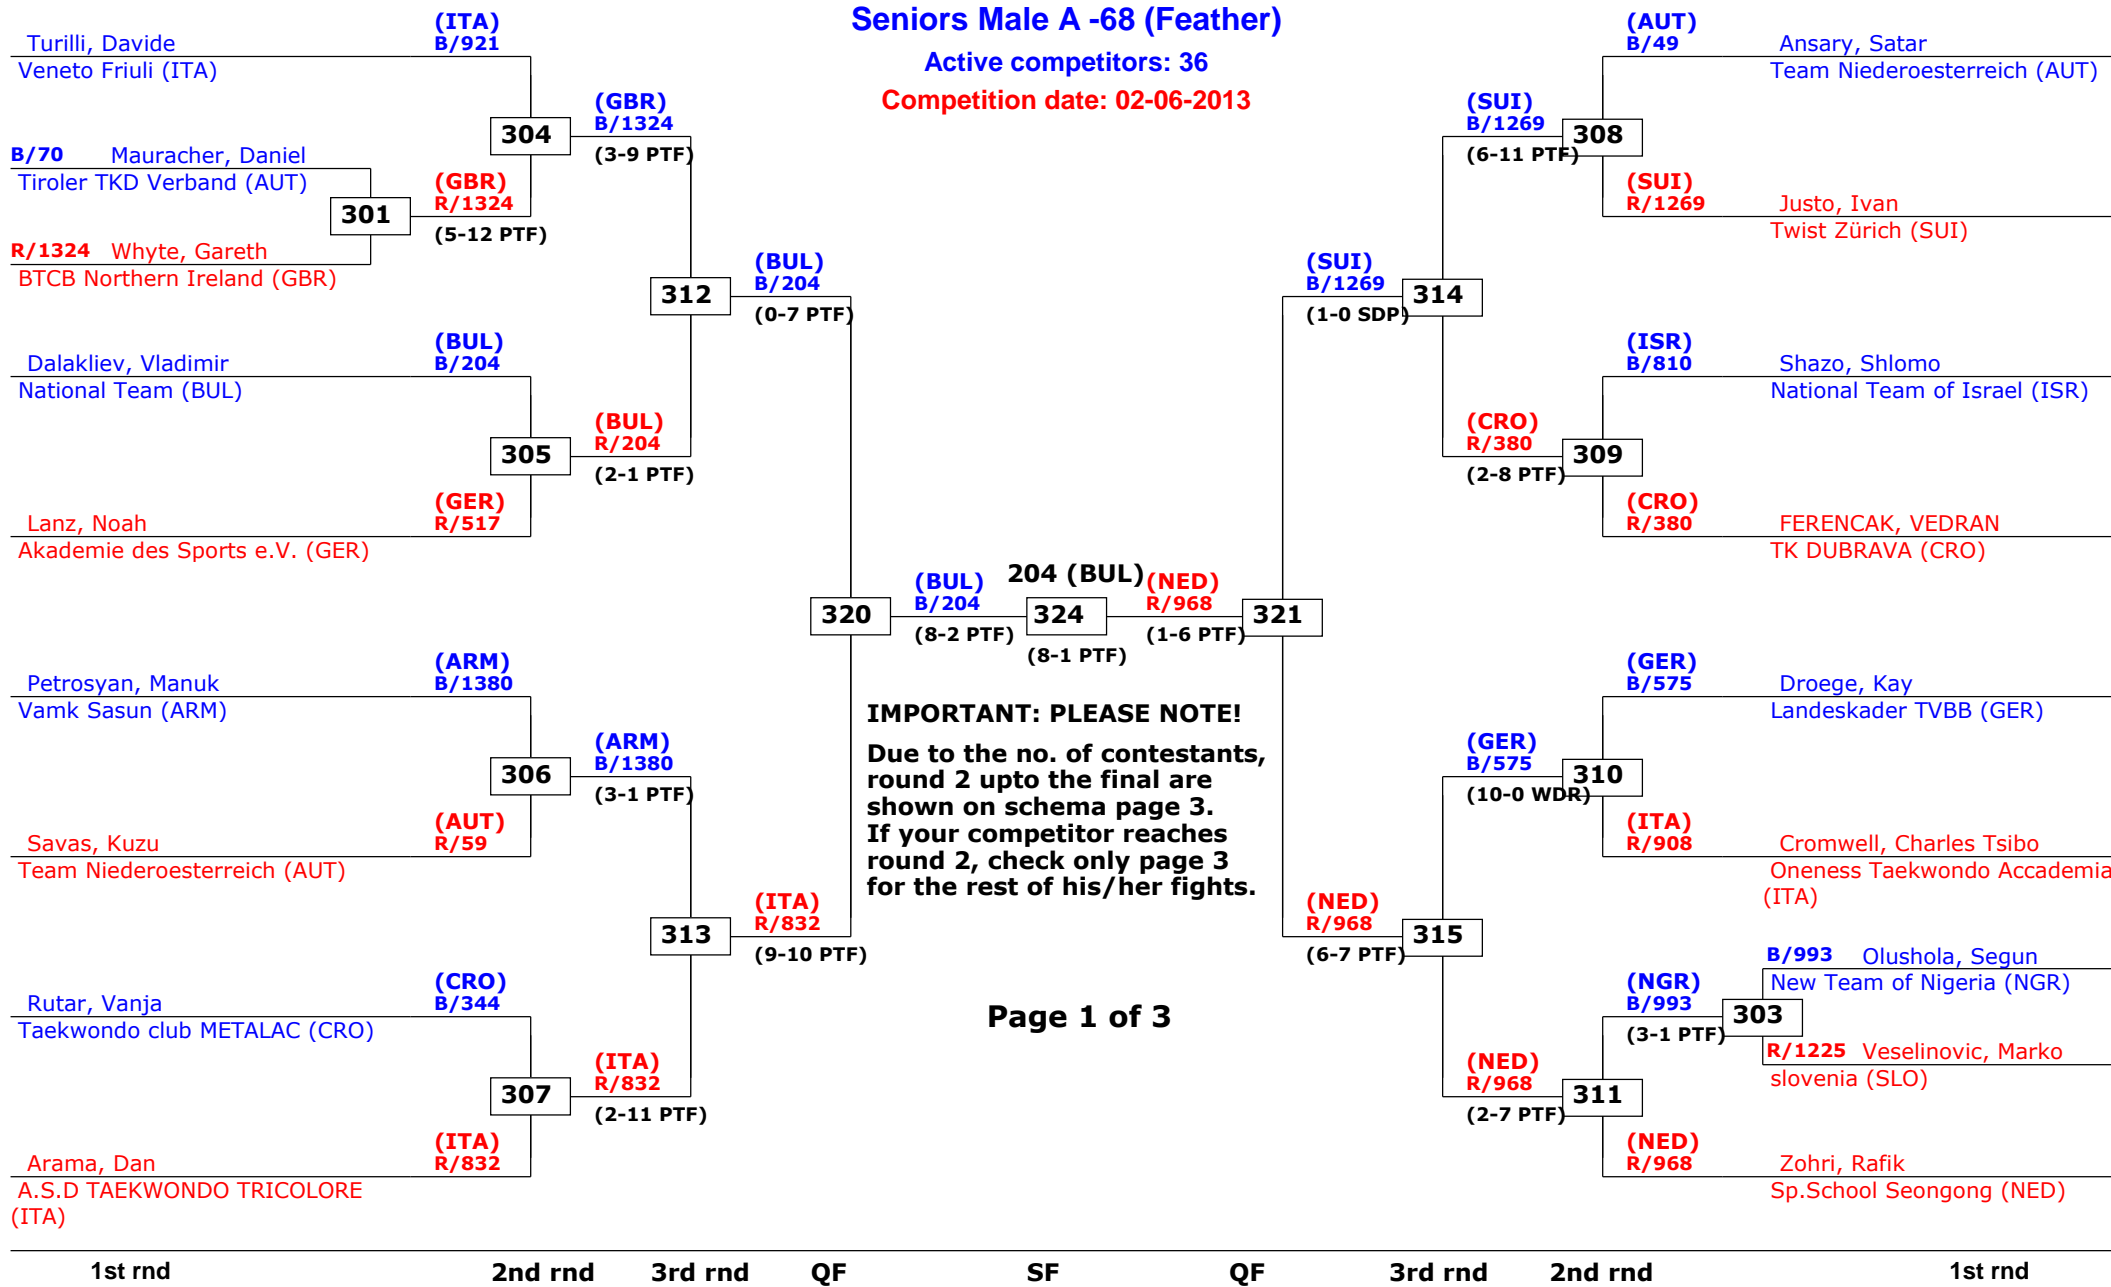 Seniors Male A -68 (Feather)
Active competitors: 36
Competition date: 02-06-2013
(ITA)
B/921
Turilli, Davide
Veneto Friuli (ITA)
304
(GBR)
B/1324
(3-9 PTF)
B/70 Mauracher, Daniel
Tiroler TKD Verband (AUT)
301
(GBR)
R/1324
(5-12 PTF)
R/1324 Whyte, Gareth
BTCB Northern Ireland (GBR)
312
(BUL)
B/204
(0-7 PTF)
(BUL)
B/204
Dalakliev, Vladimir
National Team (BUL)
305
(BUL)
R/204
(2-1 PTF)
(GER)
R/517
Lanz, Noah
Akademie des Sports e.V. (GER)
320
(BUL)
B/204
(8-2 PTF)
204 (BUL)
324
(8-1 PTF)
(NED)
R/968
(1-6 PTF)
321
(ARM)
B/1380
Petrosyan, Manuk
Vamk Sasun (ARM)
306
(ARM)
B/1380
(3-1 PTF)
(AUT)
R/59
Savas, Kuzu
Team Niederoesterreich (AUT)
313
(ITA)
R/832
(9-10 PTF)
(CRO)
B/344
Rutar, Vanja
Taekwondo club METALAC (CRO)
307
(ITA)
R/832
(2-11 PTF)
(ITA)
R/832
Arama, Dan
A.S.D TAEKWONDO TRICOLORE
(ITA)
IMPORTANT: PLEASE NOTE!
Due to the no. of contestants,
round 2 upto the final are
shown on schema page 3.
If your competitor reaches
round 2, check only page 3
for the rest of his/her fights.
Page 1 of 3
(AUT)
B/49
Ansary, Satar
Team Niederoesterreich (AUT)
(SUI)
B/1269
(6-11 PTF)
308
(SUI)
R/1269
Justo, Ivan
Twist Zürich (SUI)
(SUI)
B/1269
(1-0 SDP)
314
(ISR)
B/810
Shazo, Shlomo
National Team of Israel (ISR)
(CRO)
R/380
(2-8 PTF)
309
(CRO)
R/380
FERENCAK, VEDRAN
TK DUBRAVA (CRO)
(GER)
B/575
Droege, Kay
Landeskader TVBB (GER)
(GER)
B/575
(10-0 WDR)
310
(ITA)
R/908
Cromwell, Charles Tsibo
Oneness Taekwondo Accademia
(ITA)
(NED)
R/968
(6-7 PTF)
315
B/993 Olushola, Segun
New Team of Nigeria (NGR)
(NGR)
B/993
(3-1 PTF)
303
R/1225 Veselinovic, Marko
slovenia (SLO)
(NED)
R/968
(2-7 PTF)
311
(NED)
R/968
Zohri, Rafik
Sp.School Seongong (NED)
1st rnd 2nd rnd 3rd rnd QF SF QF 3rd rnd 2nd rnd 1st rnd